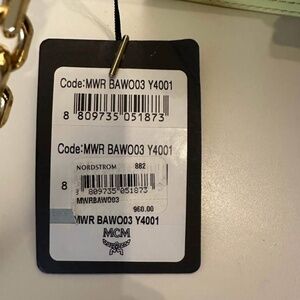 Code:MWR BAWO03 Y4001
8 809735 051873
Code:MWR BAWO03 Y4001
NORDSTROM 882
8 809735 051873
MWRBAWO03
960.00
MWR BAWO03 Y4001
MCM